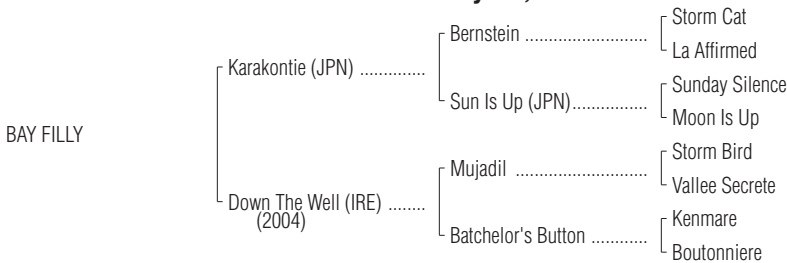 Storm Cat
Bernstein ........................
La Affirmed
Karakontie (JPN) ..............
Sunday Silence
Sun Is Up (JPN)................
Moon Is Up
BAY FILLY
Storm Bird
Mujadil ..........................
Vallee Secrete
Down The Well (IRE) ........
(2004)
Kenmare
Batchelor's Button ............
Boutonniere